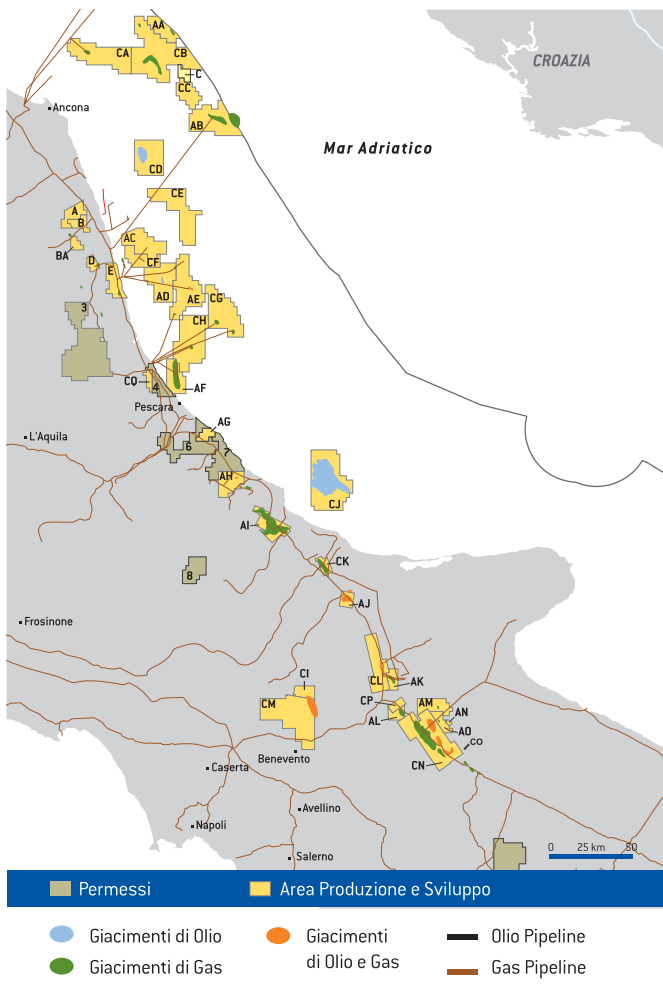 AA
CA
CB
C
CC
AB
CROAZIA
Ancona
Mar Adriatico
CD
CE
A
B
AC
BA
CF
D
E
AD
AE
CG
3
CH
CQ
4
AF
Pescara
AG
L'Aquila
6
7
AH
CJ
AI
CK
8
AJ
Frosinone
CI
CL
AK
CM
CP
AM
AL
AN
AO
CO
Benevento
CN
Caserta
Avellino
Napoli
Salerno
0 25 km 50
Permessi
Area Produzione e Sviluppo
Giacimenti di Olio
Giacimenti
di Olio e Gas
Olio Pipeline
Giacimenti di Gas
Gas Pipeline